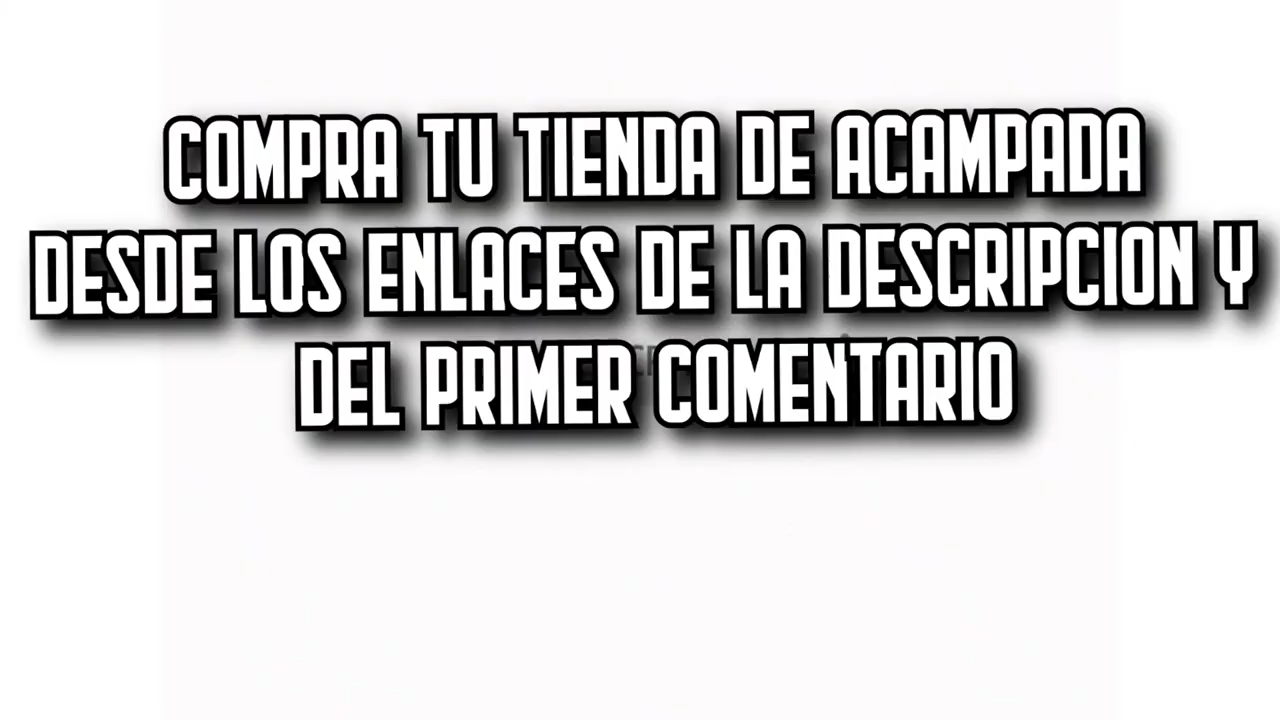 COMPRA TU TIENDA DE ACAMPADA
DESDE LOS ENLACES DE LA DESCRIPCION Y
DEL PRIMER COMENTARIO